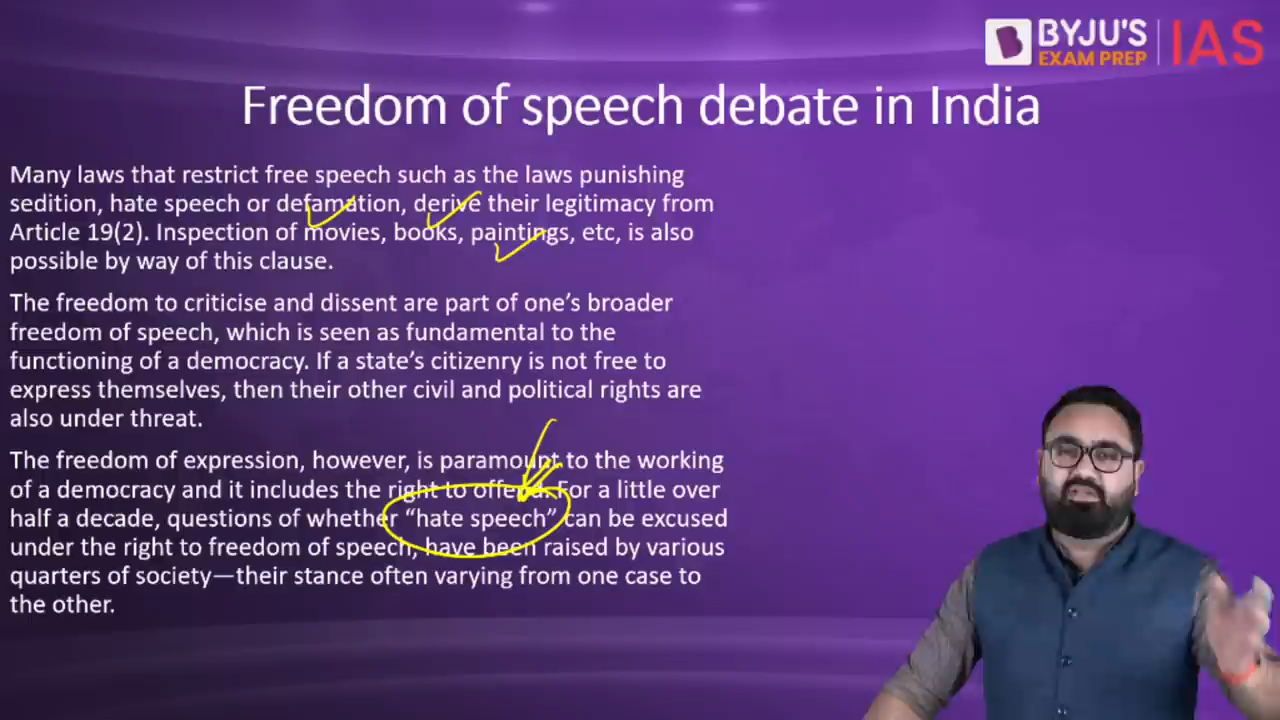 BYJU'S
EXAM PREP
IAS
Freedom of speech debate in India
Many laws that restrict free speech such as the laws punishing
sedition, hate speech or defamation, derive their legitimacy from
Article 19(2). Inspection of movies, books, paintings, etc, is also
possible by way of this clause.
The freedom to criticise and dissent are part of one’s broader
freedom of speech, which is seen as fundamental to the
functioning of a democracy. If a state’s citizenry is not free to
express themselves, then their other civil and political rights are
also under threat.
The freedom of expression, however, is paramount to the working
of a democracy and it includes the right to offend. For a little over
half a decade, questions of whether “hate speech” can be excused
under the right to freedom of speech, have been raised by various
quarters of society—their stance often varying from one case to
the other.